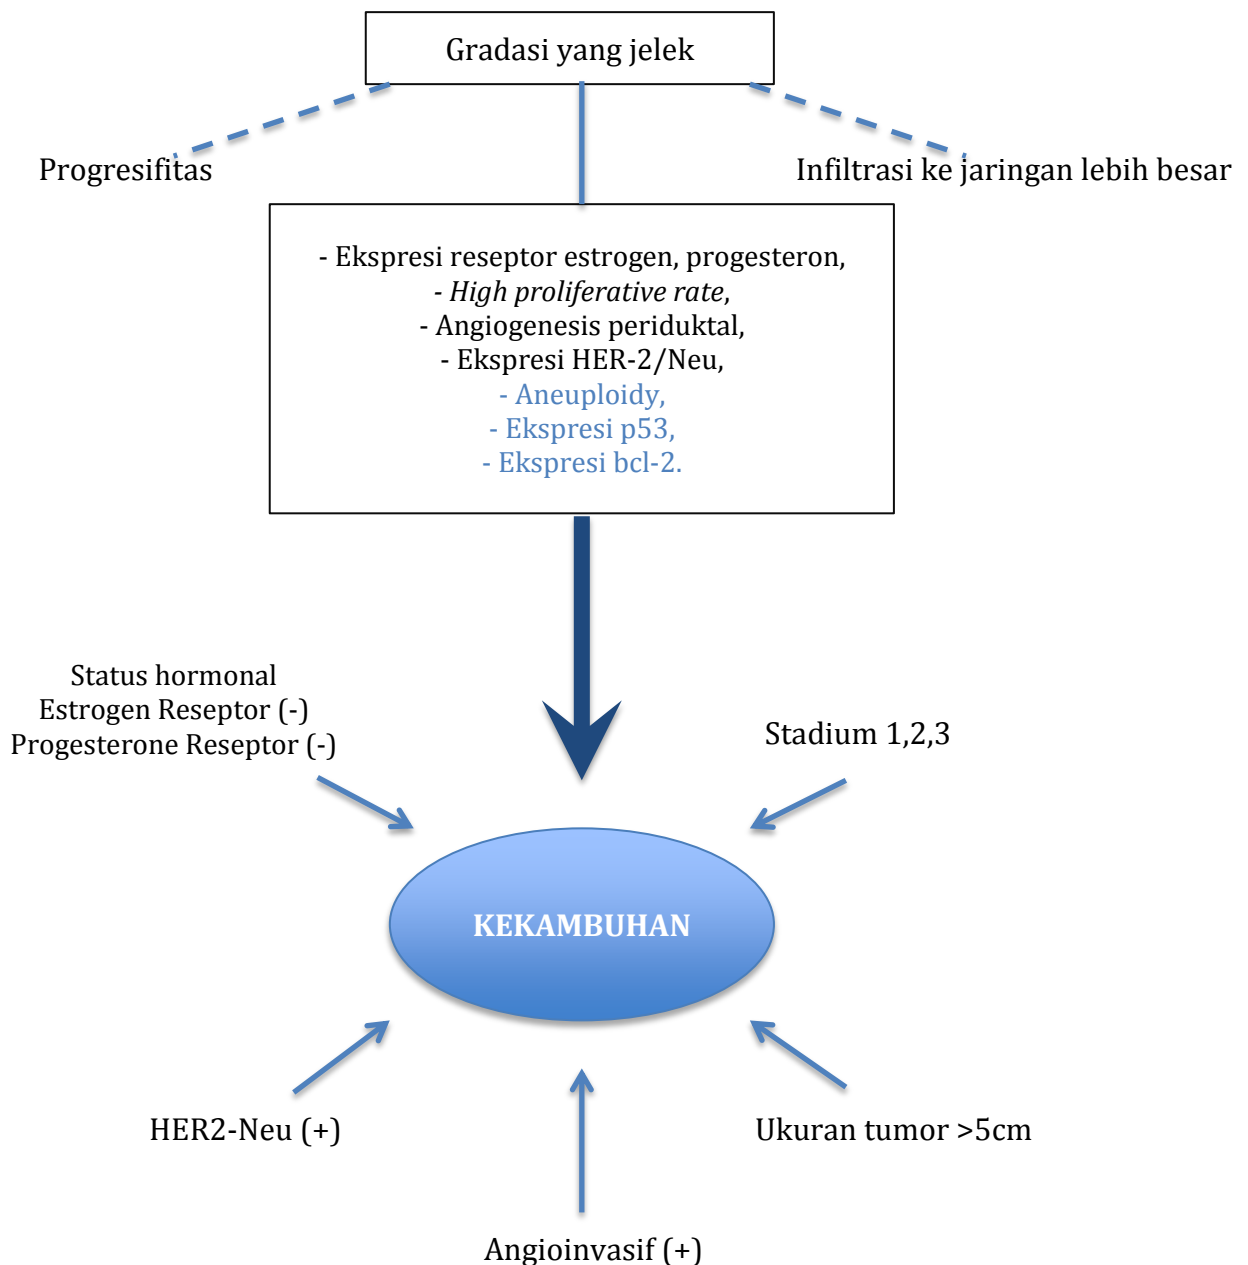 Gradasi yang jelek
Progresifitas
Infiltrasi ke jaringan lebih besar
- Ekspresi reseptor estrogen, progesteron,
- High proliferative rate,
- Angiogenesis periduktal,
- Ekspresi HER-2/Neu,
- Aneuploidy,
- Ekspresi p53,
- Ekspresi bcl-2.
Status hormonal
Estrogen Reseptor (-)
Progesterone Reseptor (-)
Stadium 1,2,3
KEKAMBUHAN
HER2-Neu (+)
Ukuran tumor >5cm
Angioinvasif (+)